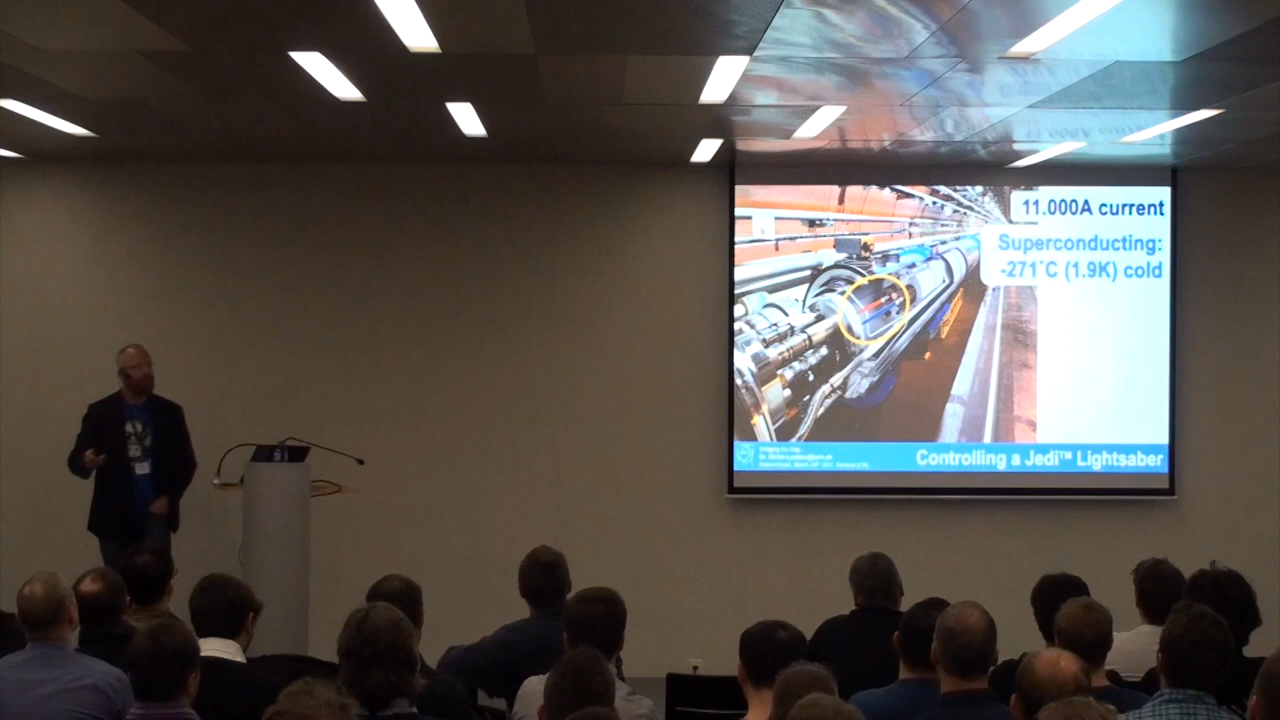 11.000A current
Superconducting:
-271°C (1.9K) cold
Controlling a Jedi™ Lightsaber